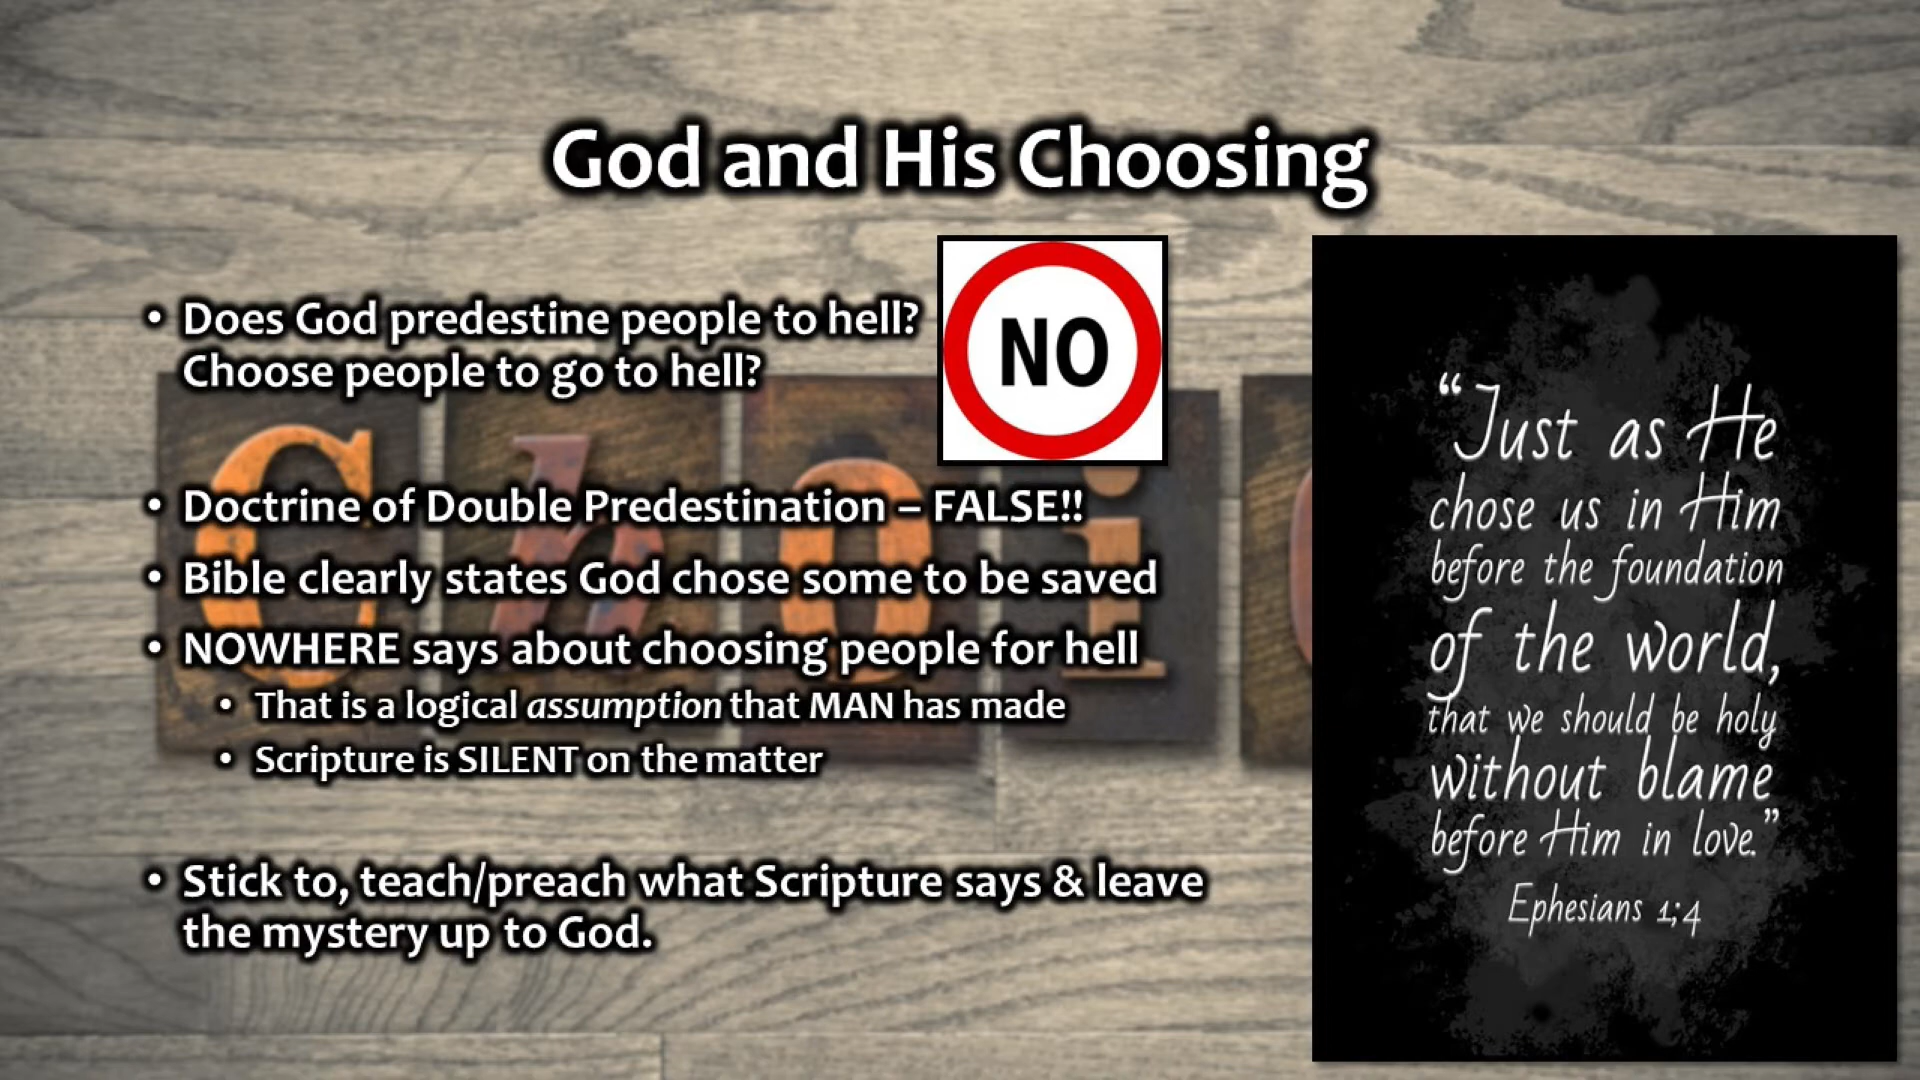 God and His Choosing
• Does God predestine people to hell?
Choose people to go to hell?
NO
• Doctrine of Double Predestination – FALSE!!
• Bible clearly states God chose some to be saved
• NOWHERE says about choosing people for hell
• That is a logical assumption that MAN has made
• Scripture is SILENT on the matter
• Stick to, teach/preach what Scripture says & leave
the mystery up to God.
Choi
“Just as He
chose us in Him
before the foundation
of the world,
that we should be holy
without blame
before Him in love.”
Ephesians 1;4